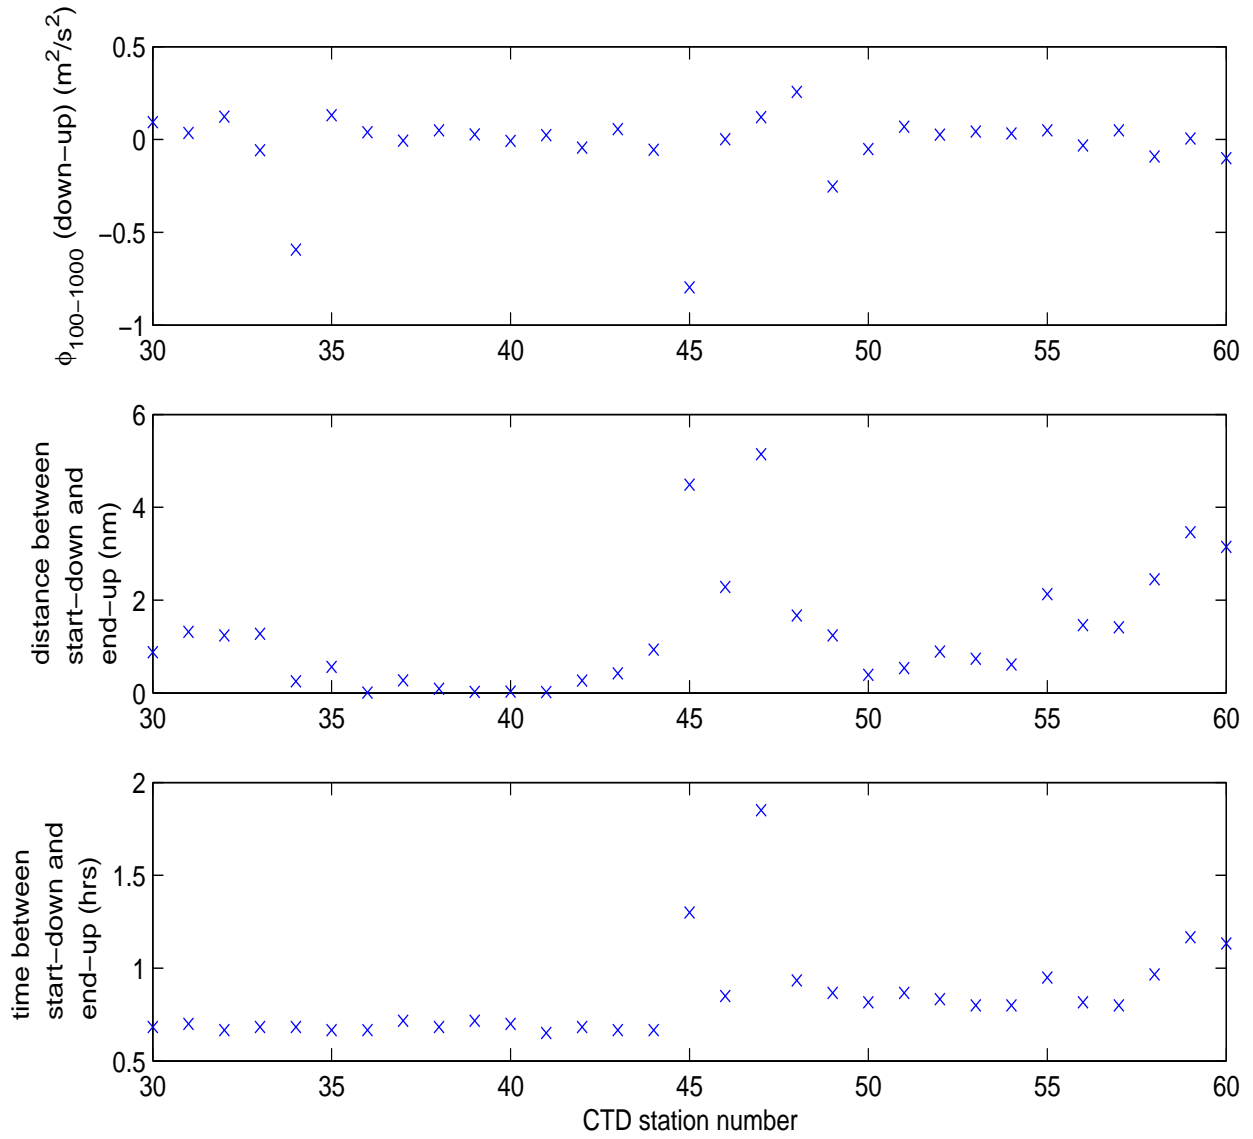 ϕ100−1000 (down−up) (m²/s²)
0.5
0
−0.5
−1
30 35 40 45 50 55 60
distance between
start−down and
end−up (nm)
6
4
2
0
30 35 40 45 50 55 60
time between
start−down and
end−up (hrs)
2
1.5
1
0.5
30 35 40 45 50 55 60
CTD station number